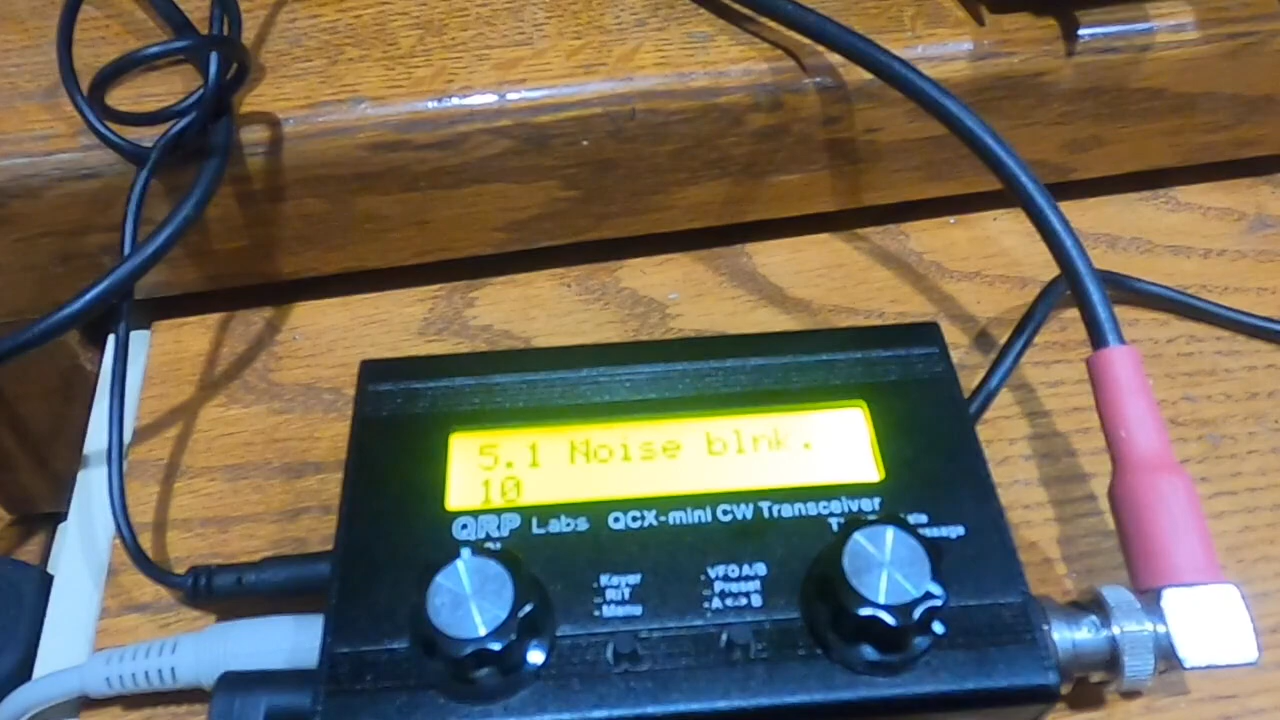 5.1 Noise blnk.
10
QRP Labs QCX-mini CW Transceiver
Keyer
RIT
Menu
VFO A/B
Preset
A<->B